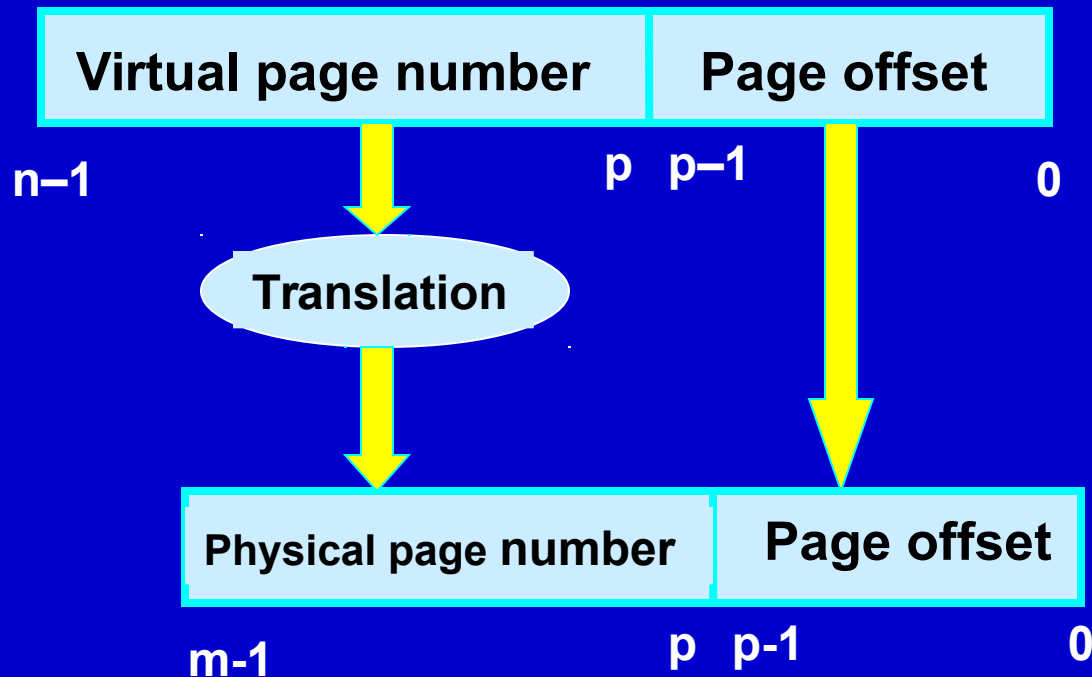 Virtual page number Page offset
n–1 p p–1 0
Translation
Physical page number Page offset
m-1 p p-1 0